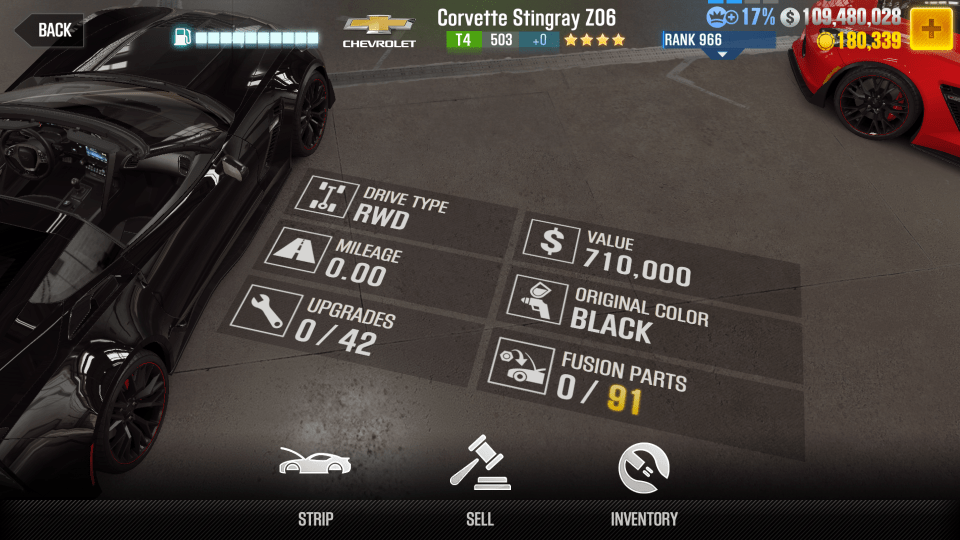 BACK
CHEVROLET
Corvette Stingray Z06
T4 503 +0
17%
109,480,028
RANK 966
180,339
DRIVE TYPE
RWD
MILEAGE
0.00
UPGRADES
0/42
VALUE
710,000
ORIGINAL COLOR
BLACK
FUSION PARTS
0/91
STRIP
SELL
INVENTORY